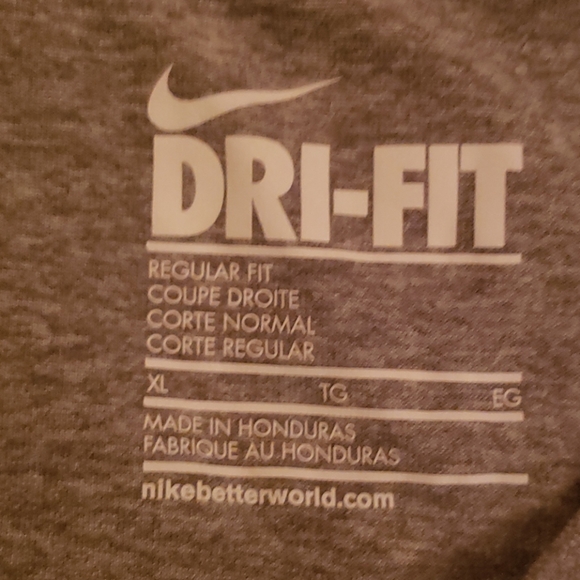 DRI-FIT
REGULAR FIT
COUPE DROITE
CORTE NORMAL
CORTE REGULAR
XL TG EG
MADE IN HONDURAS
FABRIQUE AU HONDURAS
nikebetterworld.com